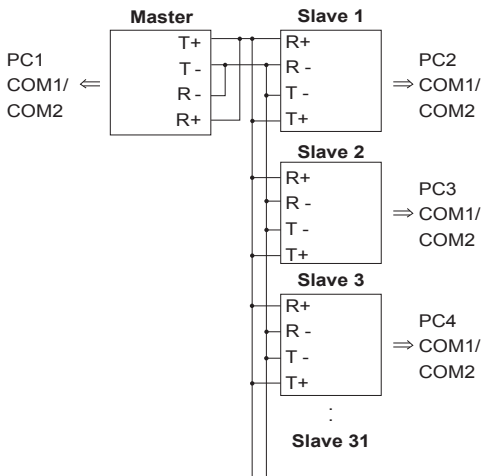 Master
PC1
COM1/
COM2
⇐
T+
T -
R -
R+
Slave 1
R+
R -
T -
T+
⇒
PC2
COM1/
COM2
Slave 2
R+
R -
T -
T+
⇒
PC3
COM1/
COM2
Slave 3
R+
R -
T -
T+
⇒
PC4
COM1/
COM2
:
Slave 31